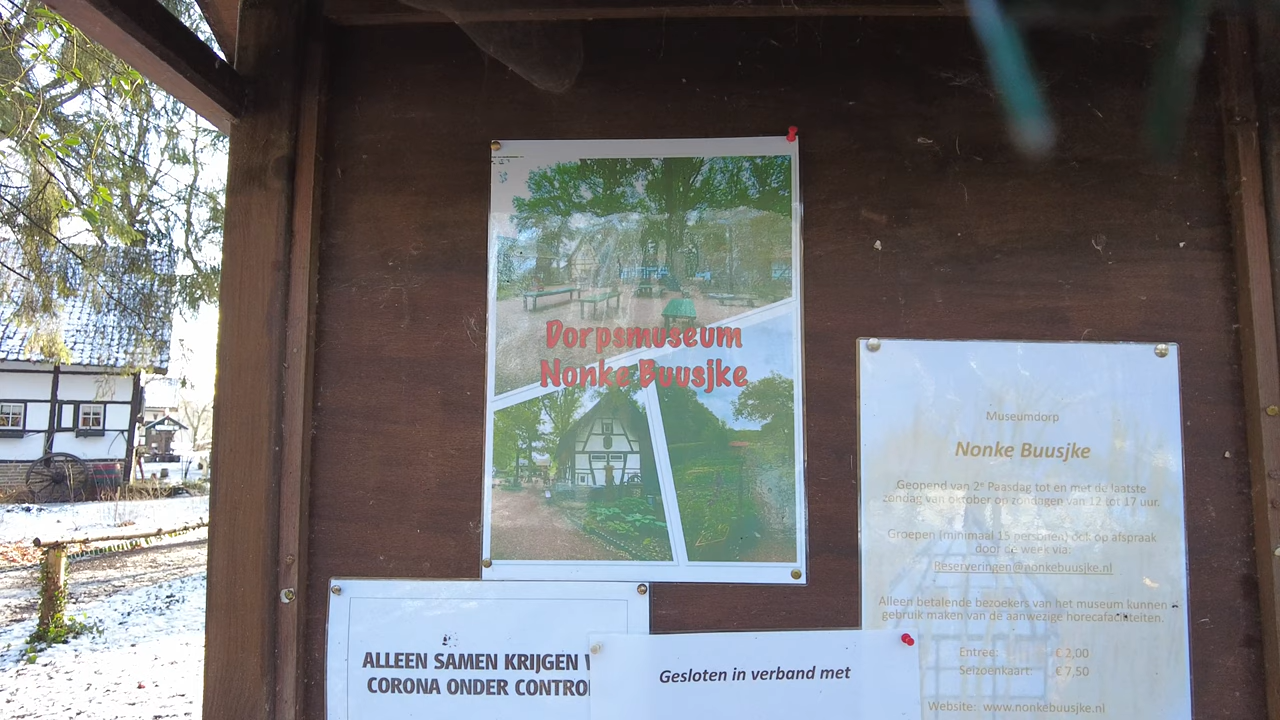 Dorpsmuseum
Nonke Buusjke
Museumdorp
Nonke Buusjke
Geopend van 2e Paasdag tot en met de laatste
zondag van oktober op zondagen van 12 tot 17 uur.
Groepen (minimaal 15 personen) ook op afspraak
door de week via:
Reserveringen@nonkebuusjke.nl
Alleen betalende bezoekers van het museum kunnen
gebruik maken van de aanwezige horecafaciliteiten.
Entree: € 2,00
Seizoenkaart: € 7,50
Website: www.nonkebuusjke.nl
ALLEEN SAMEN KRIJGEN
CORONA ONDER CONTRO
Gesloten in verband met